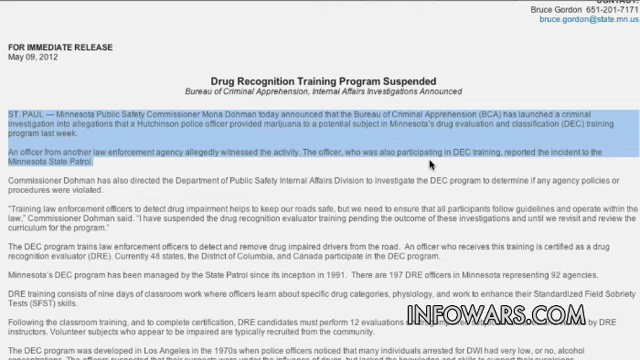 Bruce Gordon 651-201-7171
bruce.gordon@state.mn.us
FOR IMMEDIATE RELEASE
May 09, 2012
Drug Recognition Training Program Suspended
Bureau of Criminal Apprehension, Internal Affairs Investigations Announced
ST. PAUL — Minnesota Public Safety Commissioner Mona Dohman today announced that the Bureau of Criminal Apprehension (BCA) has launched a criminal
investigation into allegations that a Hutchinson police officer provided marijuana to a potential subject in Minnesota's drug evaluation and classification (DEC) training
program last week.
An officer from another law enforcement agency allegedly witnessed the activity. The officer, who was also participating in DEC training, reported the incident to the
Minnesota State Patrol.
Commissioner Dohman has also directed the Department of Public Safety Internal Affairs Division to investigate the DEC program to determine if any agency policies or
procedures were violated.
"Training law enforcement officers to detect drug impairment helps to keep our roads safe, but we need to ensure that all participants follow guidelines and operate within the
law," Commissioner Dohman said. "I have suspended the drug recognition evaluator training pending the outcome of these investigations and until we revisit and review the
curriculum for the program."
The DEC program trains law enforcement officers to detect and remove drug impaired drivers from the road. An officer who receives this training is certified as a drug
recognition evaluator (DRE). Currently 48 states, the District of Columbia, and Canada participate in the DEC program.
Minnesota's DEC program has been managed by the State Patrol since its inception in 1991. There are 197 DRE officers in Minnesota representing 92 agencies.
DRE training consists of nine days of classroom work where officers learn about specific drug categories, physiology, and work to enhance their Standardized Field Sobriety
Tests (SFST) skills.
INFOWARS.COM
Following the classroom training, and to complete certification, DRE candidates must perform 12 evaluations by DRE
instructors. Volunteer subjects who appear to be impaired are typically recruited from the community.
The DEC program was developed in Los Angeles in the 1970s when police officers noticed that many individuals arrested for DWI had very low, or no, alcohol